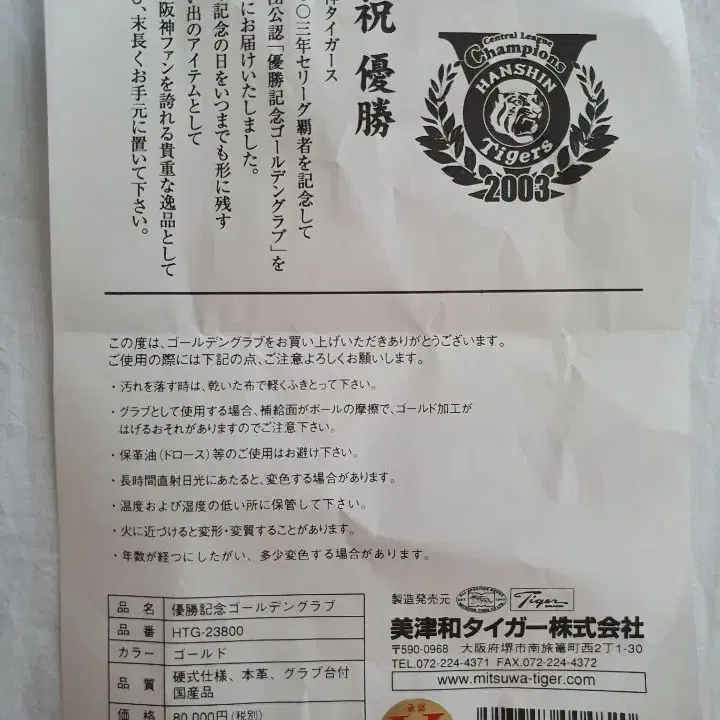 祝 優勝
神タイガース
〇三年セリーグ覇者を記念して
団公認「優勝記念ゴールデングラブ」を
にお届けいたしました。
記念の日をいつまでも形に残す
い出のアイテムとして
阪神ファンを誇れる貴重な逸品として
、末長くお手元に置いて下さい。
Central League
Champions
HANSHIN
Tigers
2003
この度は、ゴールデングラブをお買い上げいただきありがとうございます。
ご使用の際には下記の点、ご注意よろしくお願いします。
・汚れを落す時は、乾いた布で軽くふきとって下さい。
・グラブとして使用する場合、補給面がボールの摩擦で、ゴールド加工が
はげるおそれがありますのでご注意下さい。
・保革油(ドロース)等のご使用はお避け下さい。
・長時間直射日光にあたると、変色する場合があります。
・温度および湿度の低い所に保管して下さい。
・火に近づけると変形・変質することがあります。
・年数が経つにしたがい、多少変色する場合があります。
品 名 優勝記念ゴールデングラブ
品 番 HTG-23800
カラー ゴールド
品 質 硬式仕様、本革、グラブ台付
国産品
価 格 80,000円(税別)
製造発売元
Tiger
美津和タイガー株式会社
〒590-0968 大阪府堺市南旅篭町西2丁1-30
TEL.072-224-4371 FAX.072-224-4372
www.mitsuwa-tiger.com
承認